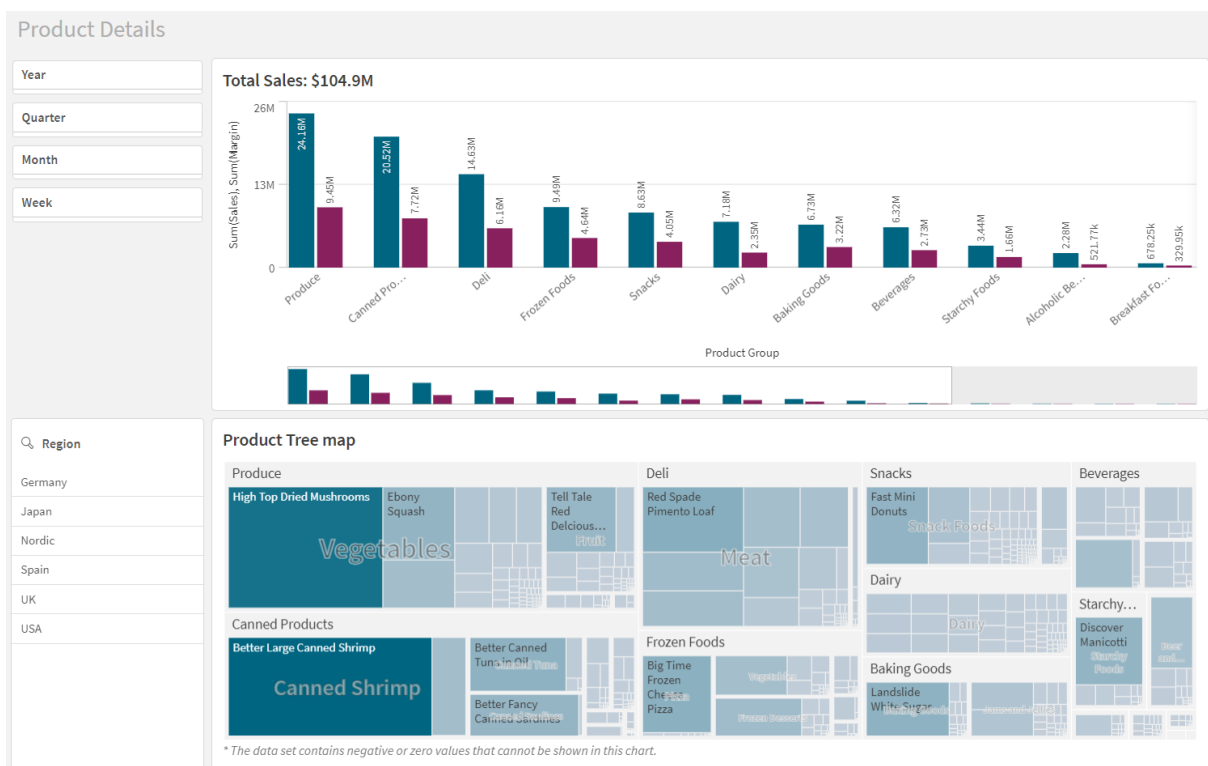 Product Details
Year
Quarter
Month
Week
Total Sales: $104.9M
Sum(Sales), Sum(Margin)
26M
13M
0
24.16M
9.45M
20.52M
7.72M
14.63M
6.16M
9.49M
4.64M
8.63M
4.05M
7.18M
2.35M
6.73M
3.22M
6.32M
2.73M
3.44M
1.66M
2.28M
521.77k
678.25k
329.95k
Produce
Canned Pro...
Deli
Frozen Foods
Snacks
Dairy
Baking Goods
Beverages
Starchy Foods
Alcoholic Be...
Breakfast Fo...
Product Group
Region
Germany
Japan
Nordic
Spain
UK
USA
Product Tree map
Produce
High Top Dried Mushrooms
Ebony
Squash
Tell Tale
Red
Delcious...
Vegetables
Fruit
Canned Products
Better Large Canned Shrimp
Canned Shrimp
Better Canned
Tuna in Oil
Better Fancy
Canned Sardines
Deli
Red Spade
Pimento Loaf
Meat
Frozen Foods
Big Time
Frozen
Cheese
Pizza
Vegetables
Frozen Desserts
Snacks
Fast Mini
Donuts
Snack Foods
Dairy
Dairy
Baking Goods
Landslide
White Sugar
Beverages
Starchy...
Discover
Manicotti
Starchy
Foods
Beer
and...
* The data set contains negative or zero values that cannot be shown in this chart.